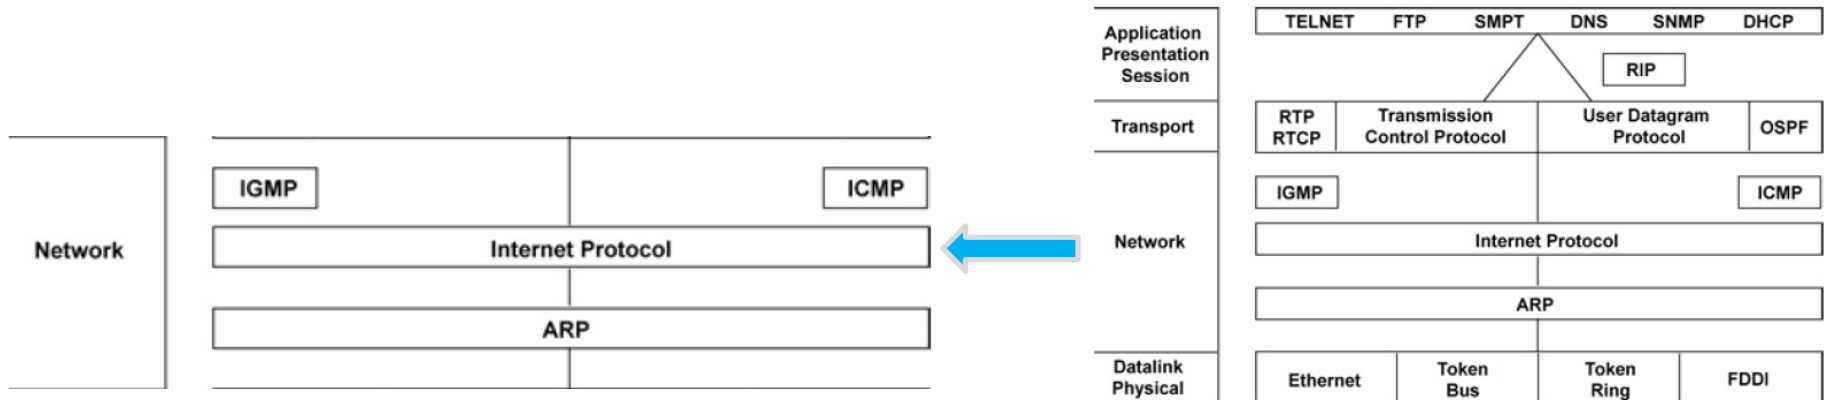 IGMP
ICMP
Network
Internet Protocol
ARP
Application
Presentation
Session
TELNET FTP SMPT DNS SNMP DHCP
RIP
Transport
RTP
RTCP
Transmission
Control Protocol
User Datagram
Protocol
OSPF
Network
IGMP
ICMP
Internet Protocol
ARP
Datalink
Physical
Ethernet
Token
Bus
Token
Ring
FDDI